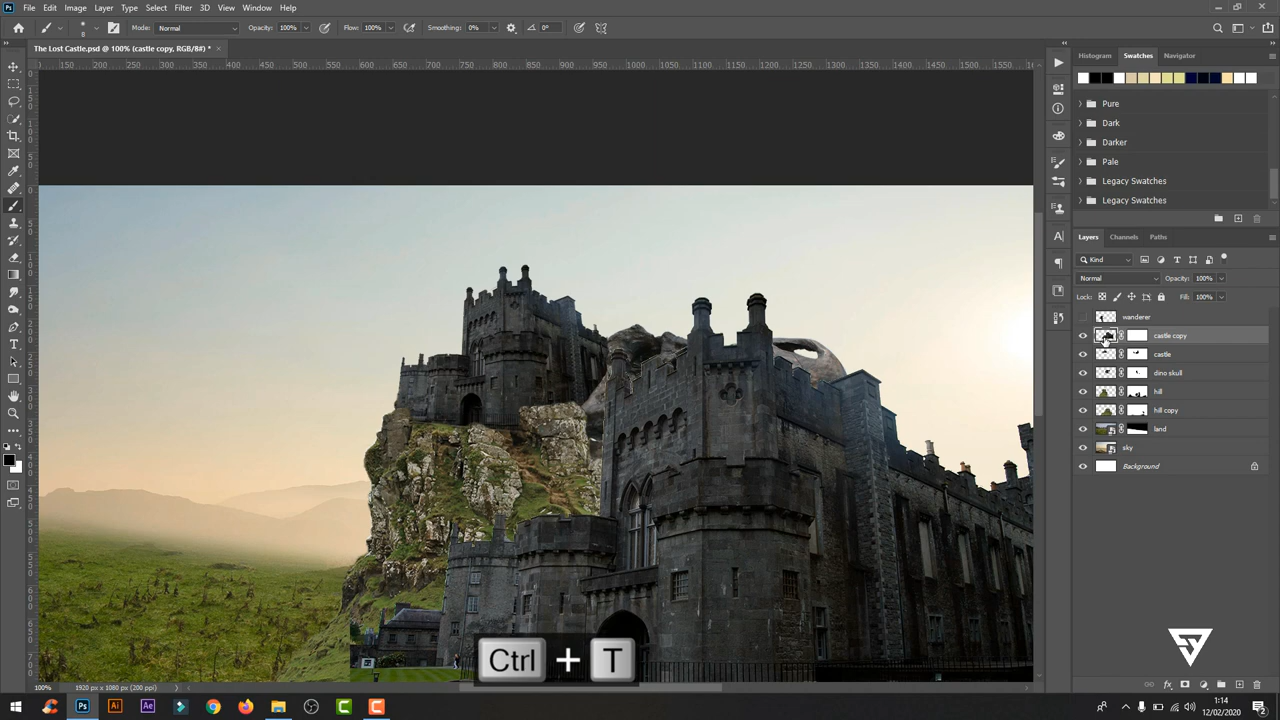 File Edit Image Layer Type Select Filter 3D View Window Help
Mode: Normal Opacity: 100% Flow: 100% Smoothing: 0% 0°
The Lost Castle.psd @ 100% (castle copy, RGB/8#) * ×
Histogram Swatches Navigator
Pure
Dark
Darker
Pale
Legacy Swatches
Legacy Swatches
Layers Channels Paths
Kind
Normal Opacity: 100%
Lock: Fill: 100%
wanderer
castle copy
castle
dino skull
hill
hill copy
land
sky
Background
Ctrl + T
100% 1920 px x 1080 px (200 ppi)
1:14
12/02/2020